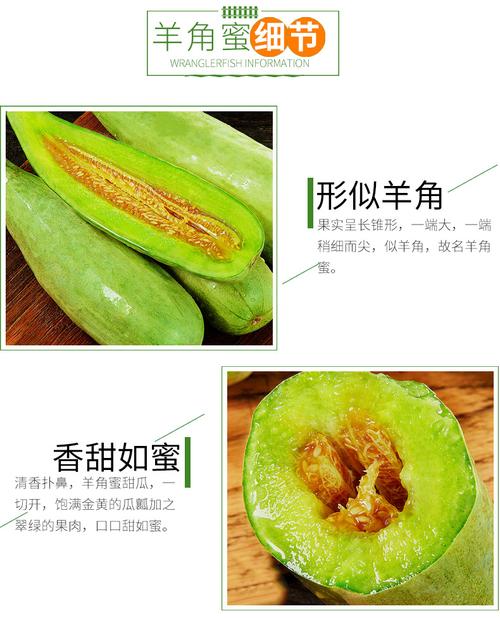 羊角蜜细节
WRANGLERFISH INFORMATION
形似羊角
果实呈长锥形，一端大，一端
稍细而尖，似羊角，故名羊角
蜜。
香甜如蜜
清香扑鼻，羊角蜜甜瓜，一
切开，饱满金黄的瓜瓤加之
翠绿的果肉，口口甜如蜜。